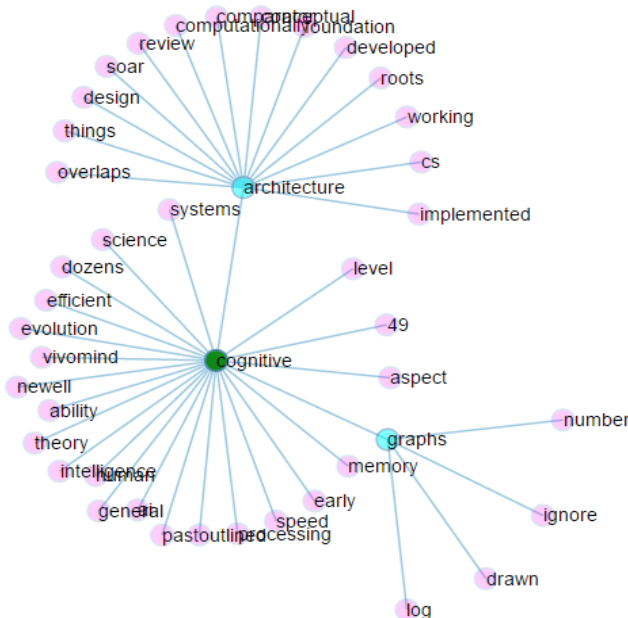 conceptual
computationally
foundation
review
developed
soar
roots
design
working
things
cs
overlaps
architecture
systems
implemented
science
dozens
level
efficient
49
evolution
vivomind
cognitive
aspect
newell
ability
number
theory
graphs
intelligence
memory
human
early
general
ignore
speed
past
outlined
processing
drawn
log